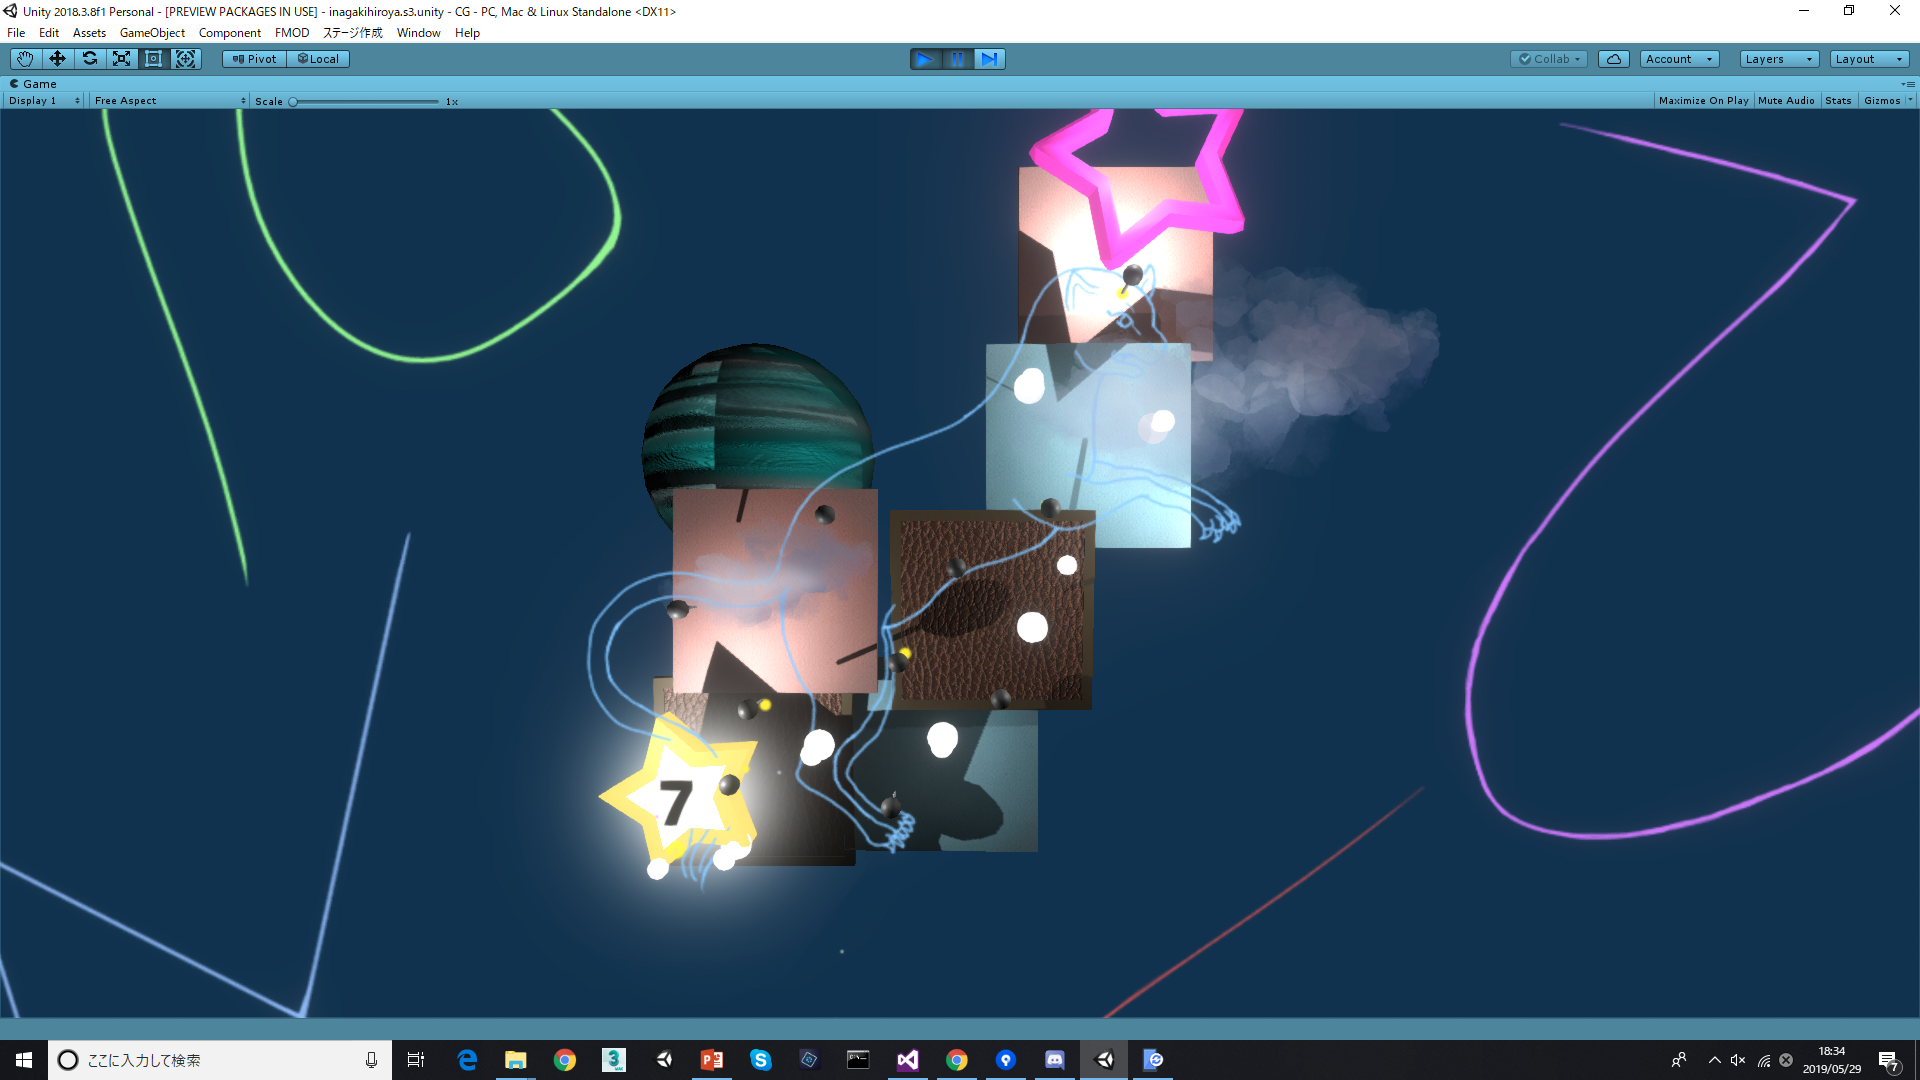 Unity 2018.3.8f1 Personal - [PREVIEW PACKAGES IN USE] - inagakihiroya.s3.unity - CG - PC, Mac & Linux Standalone <DX11>
File Edit Assets GameObject Component FMOD ステージ作成 Window Help
Pivot Local Collab Account Layers Layout
Game
Display 1 Free Aspect Scale 1x Maximize On Play Mute Audio Stats Gizmos
7
ここに入力して検索
18:34
2019/05/29
7